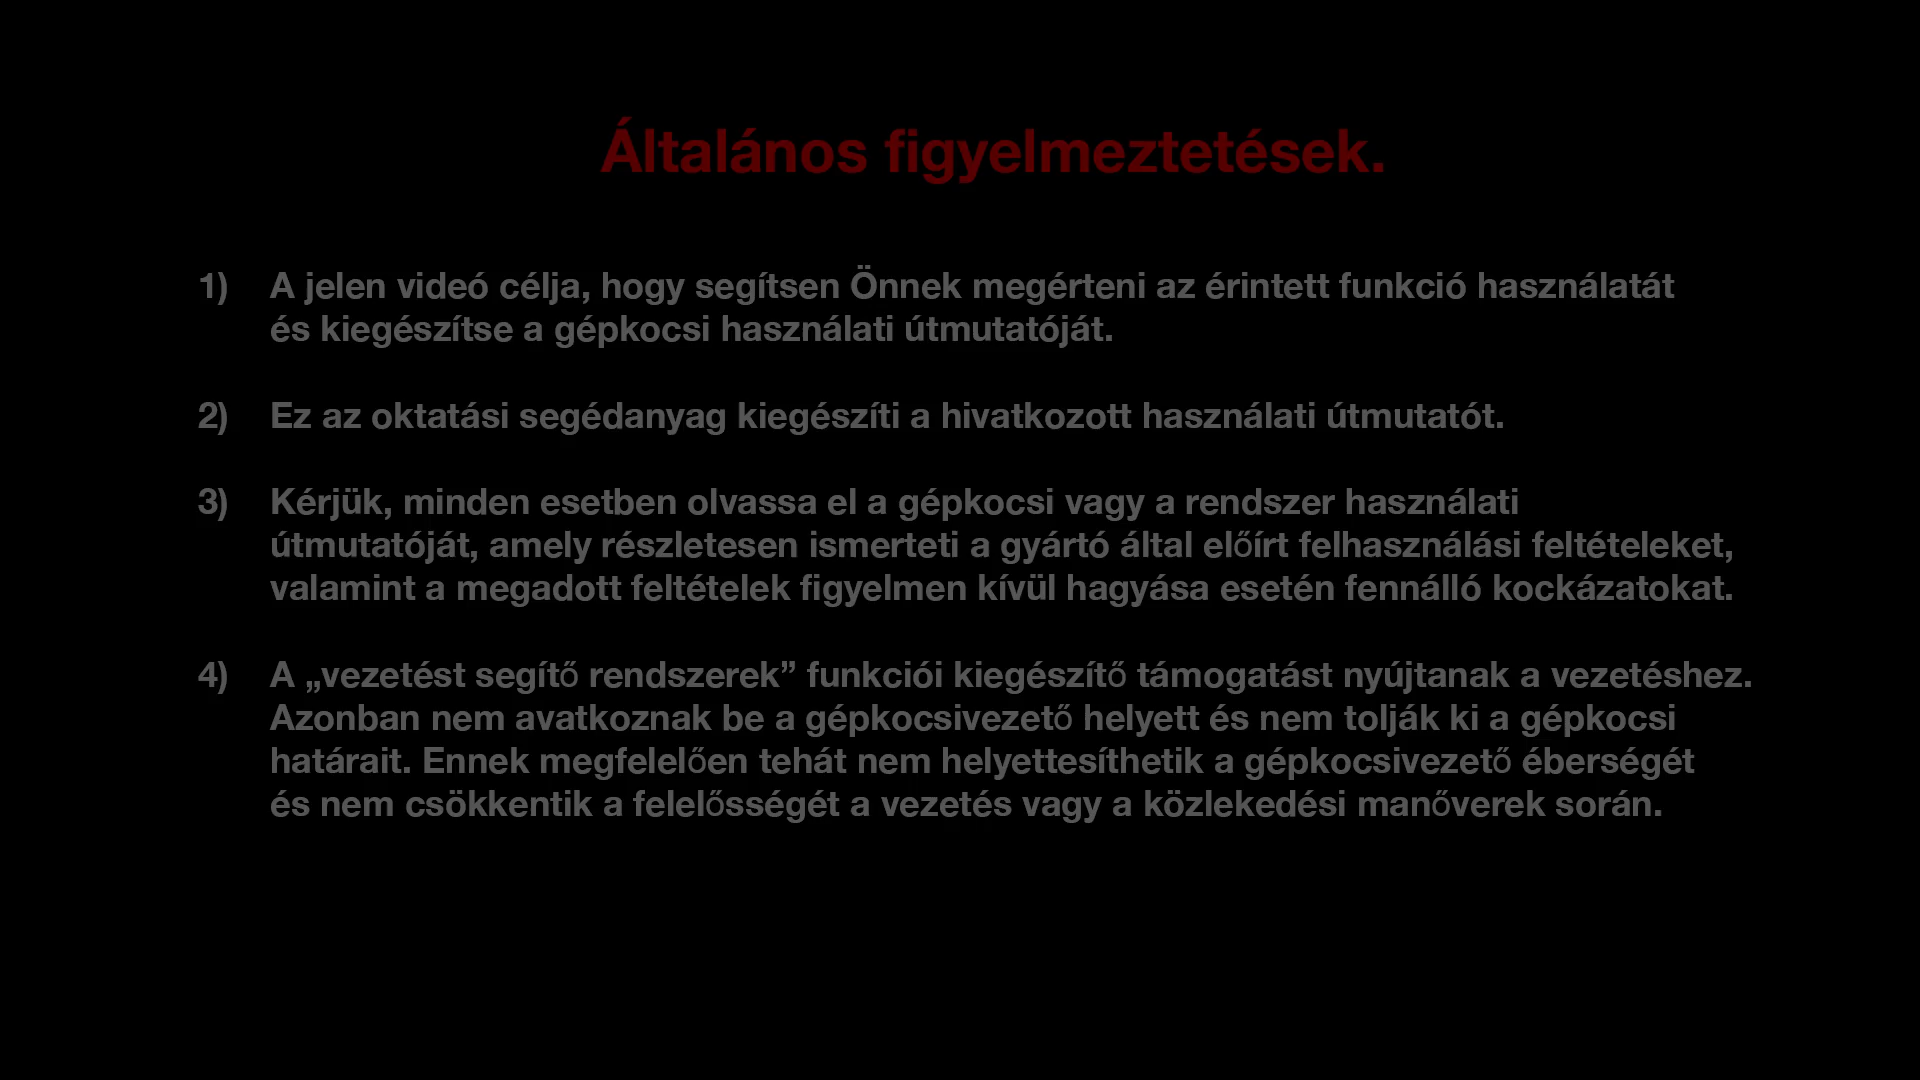 Általános figyelmeztetések.
1) A jelen videó célja, hogy segítsen Önnek megérteni az érintett funkció használatát
és kiegészítse a gépkocsi használati útmutatóját.
2) Ez az oktatási segédanyag kiegészíti a hivatkozott használati útmutatót.
3) Kérjük, minden esetben olvassa el a gépkocsi vagy a rendszer használati
útmutatóját, amely részletesen ismerteti a gyártó által előírt felhasználási feltételeket,
valamint a megadott feltételek figyelmen kívül hagyása esetén fennálló kockázatokat.
4) A „vezetést segítő rendszerek” funkciói kiegészítő támogatást nyújtanak a vezetéshez.
Azonban nem avatkoznak be a gépkocsivezető helyett és nem tolják ki a gépkocsi
határait. Ennek megfelelően tehát nem helyettesíthetik a gépkocsivezető éberségét
és nem csökkentik a felelősségét a vezetés vagy a közlekedési manőverek során.